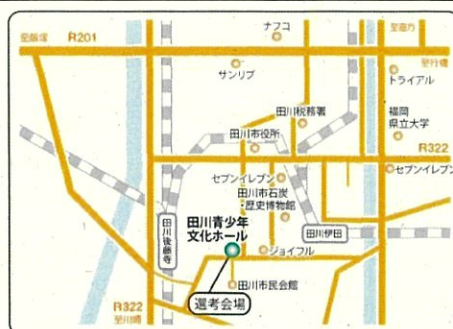 至飯塚
R201
ナフコ
至直方
至行橋
サンリブ
トライアル
田川税務署
福岡
県立大学
田川市役所
R322
セブンイレブン
セブンイレブン
田川市石炭
・歴史博物館
田川青少年
文化ホール
田川後藤寺
田川伊田
ジョイフル
田川市民会館
選考会場
R322
至川崎